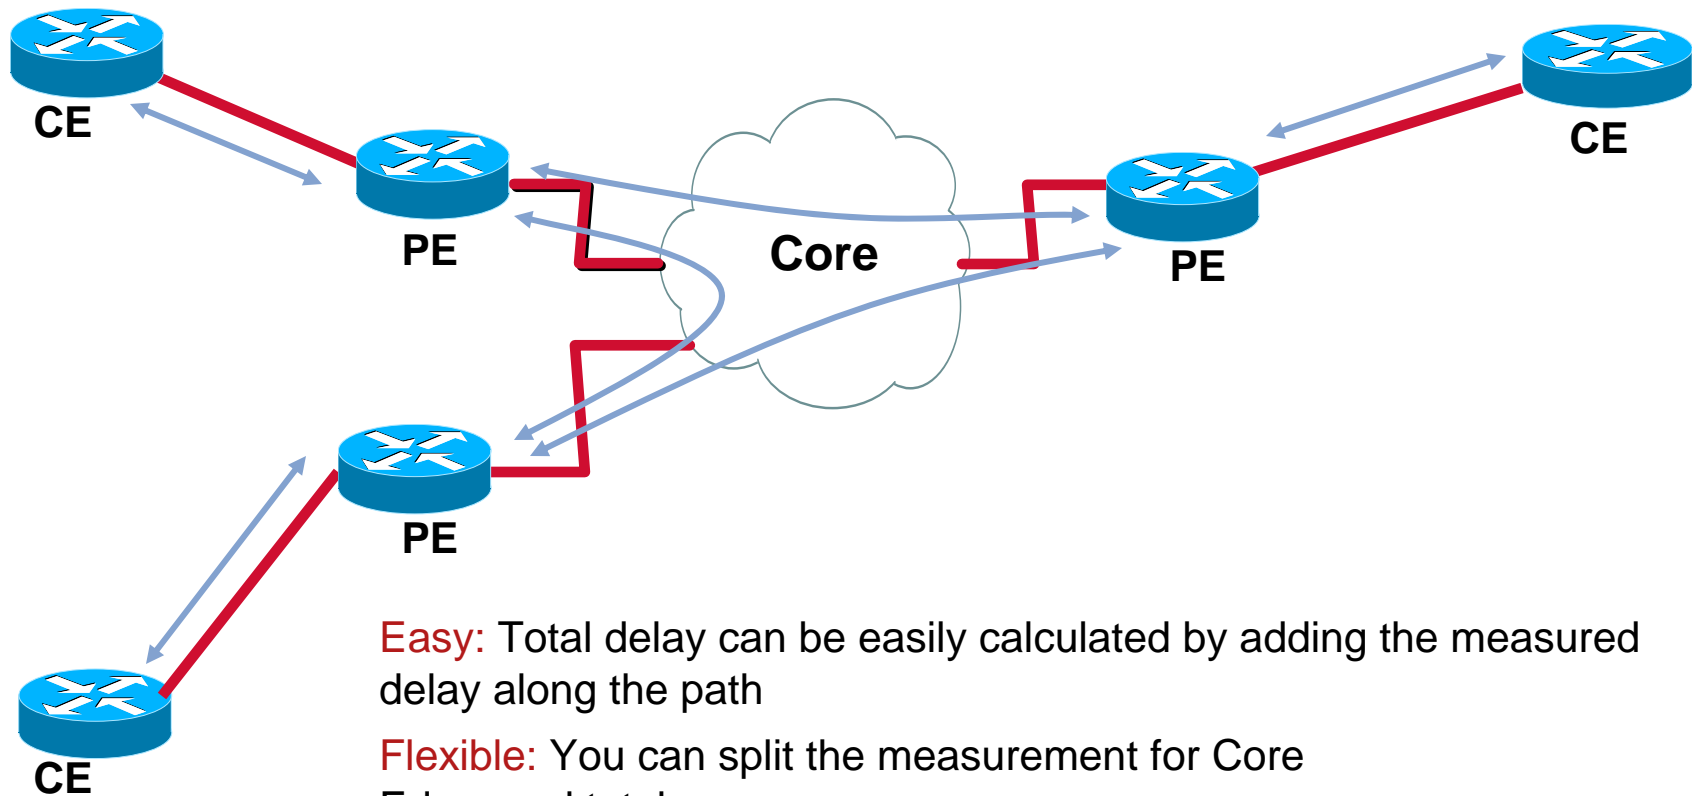 CE
CE
PE
Core
PE
PE
Easy: Total delay can be easily calculated by adding the measured
delay along the path
Flexible: You can split the measurement for Core
CE